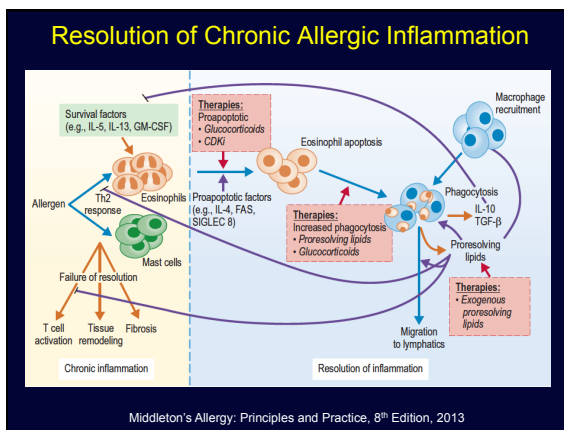 Resolution of Chronic Allergic Inflammation
Survival factors
(e.g., IL-5, IL-13, GM-CSF)
Allergen
Th2
response
Eosinophils
Mast cells
Failure of resolution
T cell
activation
Tissue
remodeling
Fibrosis
Chronic inflammation
Therapies:
Proapoptotic
• Glucocorticoids
• CDKi
Proapoptotic factors
(e.g., IL-4, FAS,
SIGLEC 8)
Eosinophil apoptosis
Therapies:
Increased phagocytosis
• Proresolving lipids
• Glucocorticoids
Macrophage
recruitment
Phagocytosis
IL-10
TGF-β
Proresolving
lipids
Therapies:
• Exogenous
proresolving
lipids
Migration
to lymphatics
Resolution of inflammation
Middleton's Allergy: Principles and Practice, 8th Edition, 2013